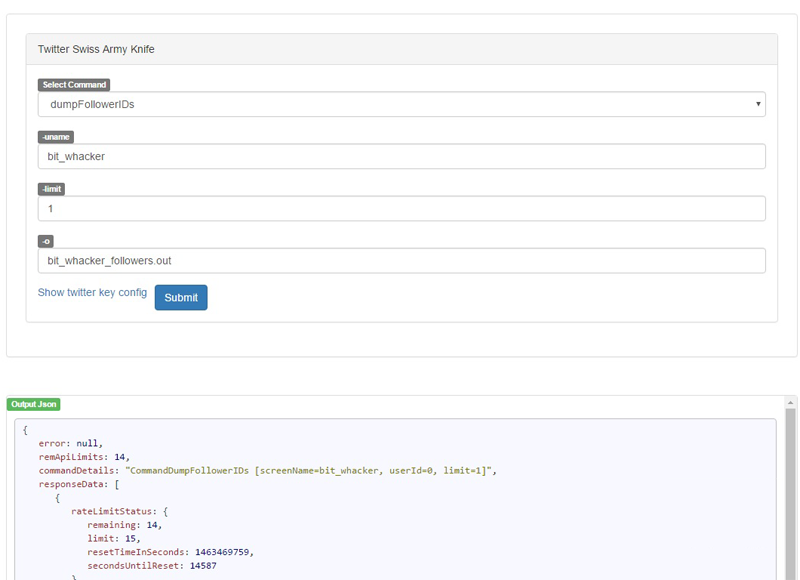 Twitter Swiss Army Knife
Select Command
dumpFollowerIDs
-uname
bit_whacker
-limit
1
-o
bit_whacker_followers.out
Show twitter key config Submit
Output Json
{
error: null,
remApiLimits: 14,
commandDetails: "CommandDumpFollowerIDs [screenName=bit_whacker, userId=0, limit=1]",
responseData: [
{
rateLimitStatus: {
remaining: 14,
limit: 15,
resetTimeInSeconds: 1463469759,
secondsUntilReset: 14587
}